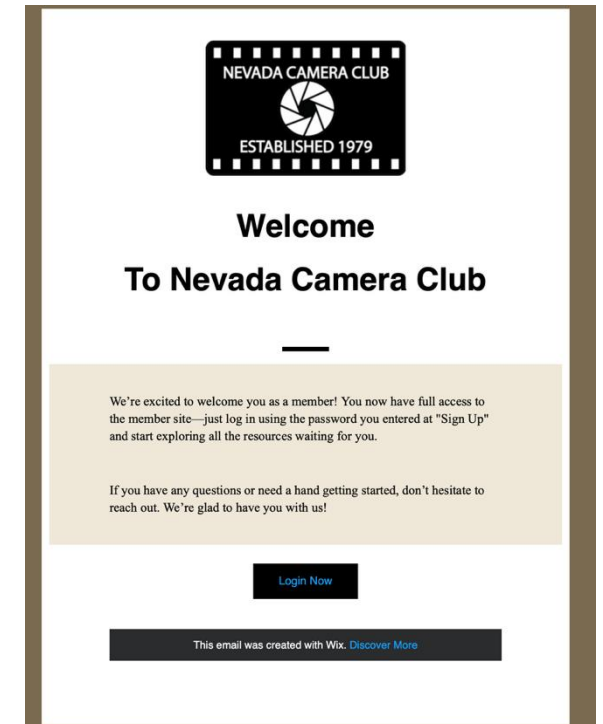 NEVADA CAMERA CLUB
ESTABLISHED 1979
Welcome
To Nevada Camera Club
We’re excited to welcome you as a member! You now have full access to
the member site—just log in using the password you entered at "Sign Up"
and start exploring all the resources waiting for you.
If you have any questions or need a hand getting started, don’t hesitate to
reach out. We’re glad to have you with us!
Login Now
This email was created with Wix. Discover More